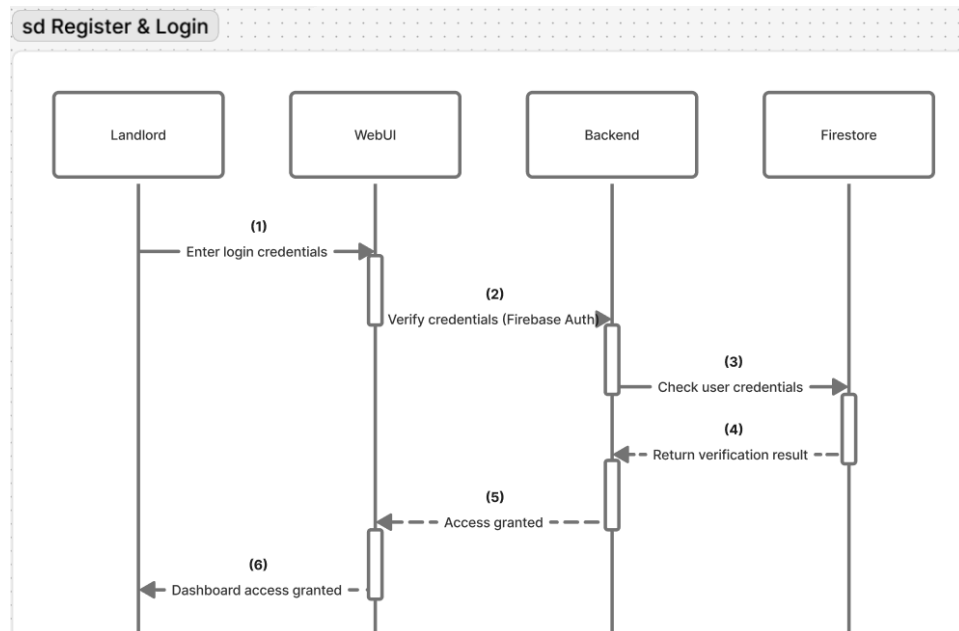 sd Register & Login
Landlord
WebUI
Backend
Firestore
(1)
Enter login credentials
(2)
Verify credentials (Firebase Auth)
(3)
Check user credentials
(4)
Return verification result
(5)
Access granted
(6)
Dashboard access granted